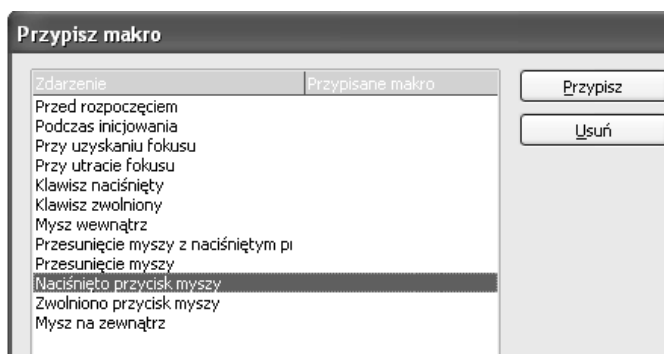 Przypisz makro
Zdarzenie Przypisane makro
Przypisz
Usuń
Przed rozpoczęciem
Podczas inicjowania
Przy uzyskaniu fokusu
Przy utracie fokusu
Klawisz naciśnięty
Klawisz zwolniony
Mysz wewnątrz
Przesunięcie myszy z naciśniętym
Przesunięcie myszy
Naciśnięto przycisk myszy
Zwolniono przycisk myszy
Mysz na zewnątrz